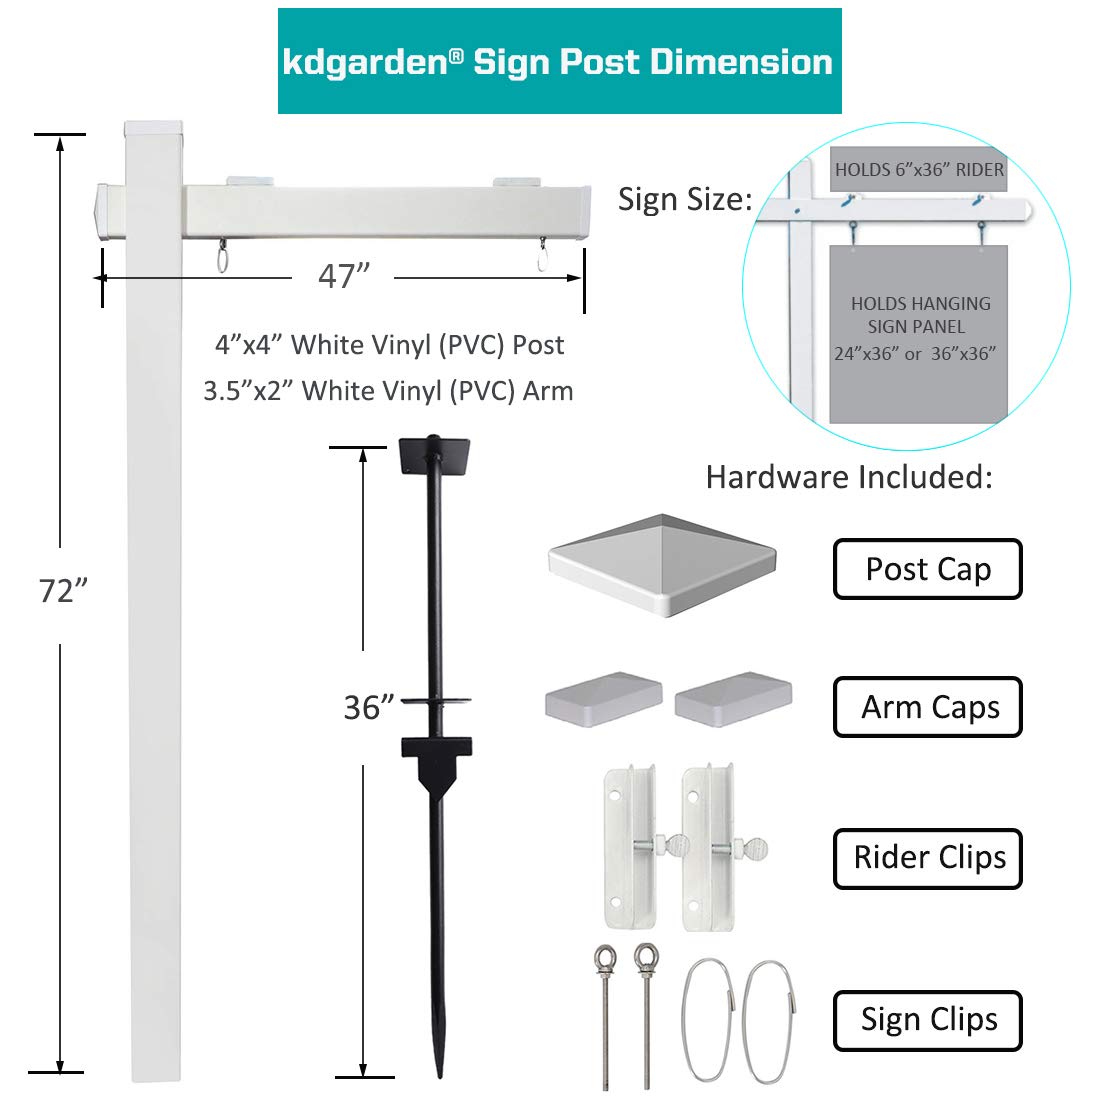 kdgarden® Sign Post Dimension
Sign Size:
HOLDS 6”x36” RIDER
HOLDS HANGING
SIGN PANEL
24”x36” or 36”x36”
47”
4”x4” White Vinyl (PVC) Post
3.5”x2” White Vinyl (PVC) Arm
72”
36”
Hardware Included:
Post Cap
Arm Caps
Rider Clips
Sign Clips